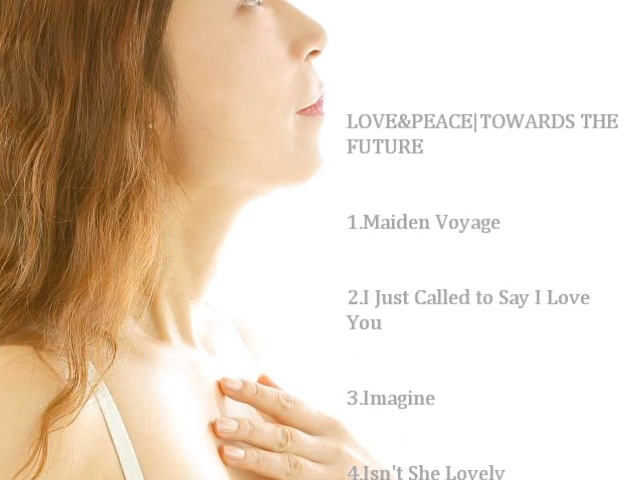 LOVE&PEACE|TOWARDS THE
FUTURE
1.Maiden Voyage
2.I Just Called to Say I Love
You
3.Imagine
4.Isn't She Lovely